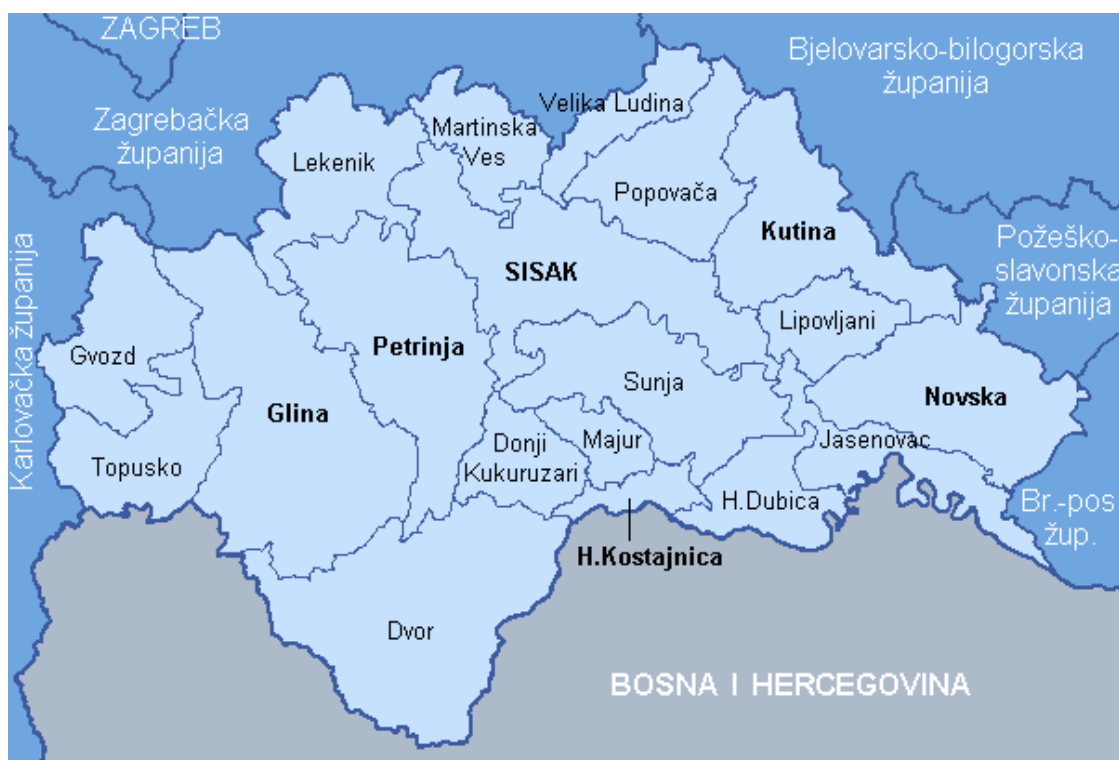 ZAGREB
Bjelovarsko-bilogorska
županija
Zagrebačka
županija
Velika Ludina
Martinska
Ves
Lekenik
Popovača
Kutina
Požeško-
slavonska
županija
Karlovačka županija
SISAK
Lipovljani
Gvozd
Petrinja
Sunja
Glina
Novska
Topusko
Donji
Kukuruzari
Majur
Jasenovac
H.Dubica
Br.-pos
žup.
H.Kostajnica
Dvor
BOSNA I HERCEGOVINA